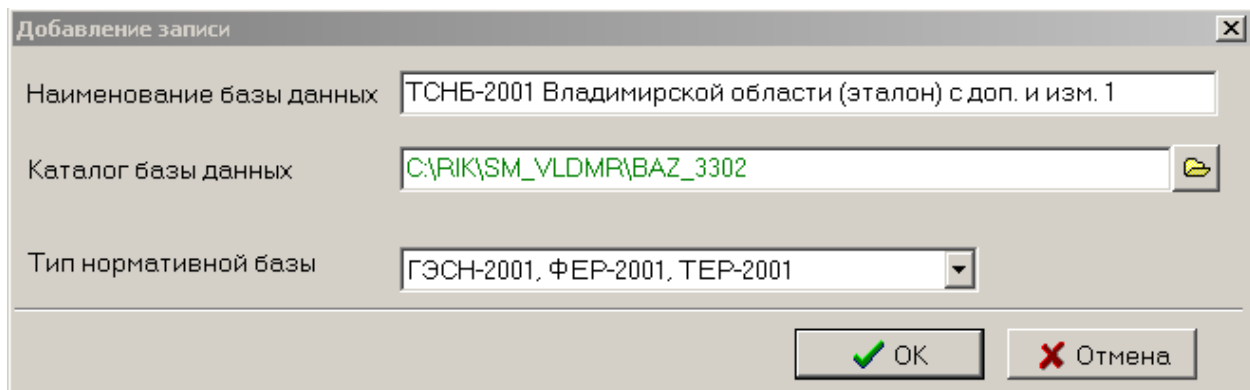 Добавление записи
Наименование базы данных ТСНБ-2001 Владимирской области (эталон) с доп. и изм. 1
Каталог базы данных C:\RIK\SM_VLDMR\BAZ_3302
Тип нормативной базы ГЭСН-2001, ФЕР-2001, ТЕР-2001
OK Отмена